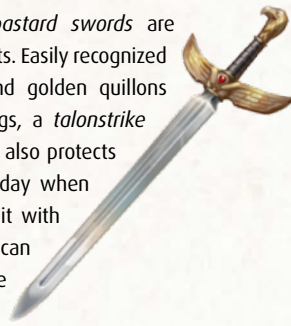 bastard swords are
ts. Easily recognized
nd golden quillons
gs, a talonstrike
also protects
day when
it with
can
e